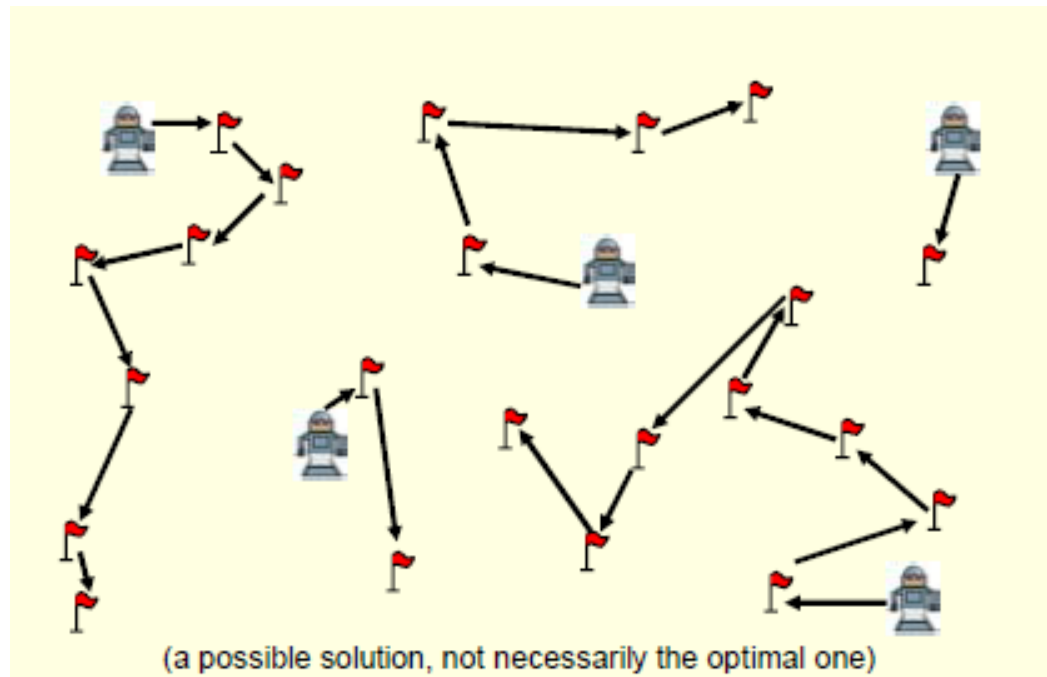 (a possible solution, not necessarily the optimal one)